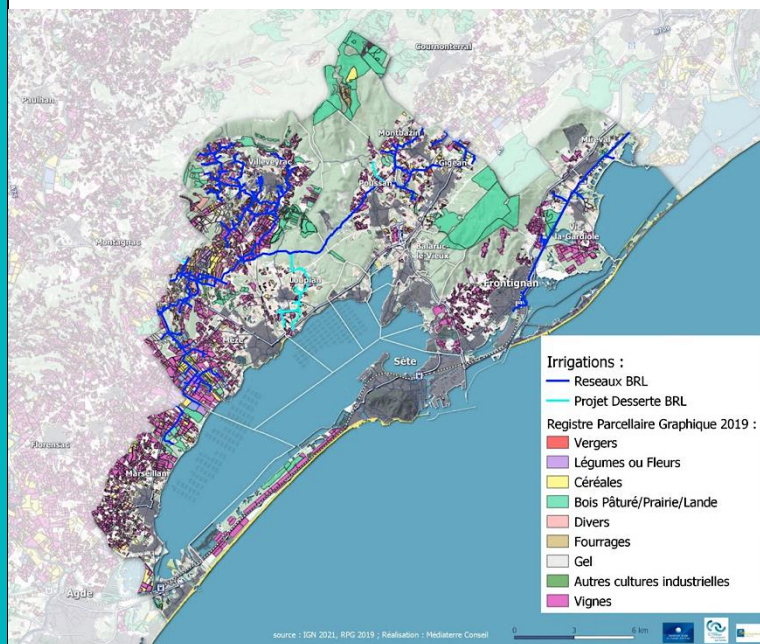 Cournonterral
Paulhan
Montbazin
Mireval
Villeveyrac
Gigean
Poussan
Montagnac
Vic
la-Gardiole
Balaruc
le-Vieux
Loupian
Frontignan
Mèze
Sète
Florensac
Marseillan
Agde
Irrigations :
Reseaux BRL
Projet Desserte BRL
Registre Parcellaire Graphique 2019 :
Vergers
Légumes ou Fleurs
Céréales
Bois Pâturé/Prairie/Lande
Divers
Fourrages
Gel
Autres cultures industrielles
Vignes
source : IGN 2021, RPG 2019 ; Réalisation : Médiaterre Conseil
0 3 6 km